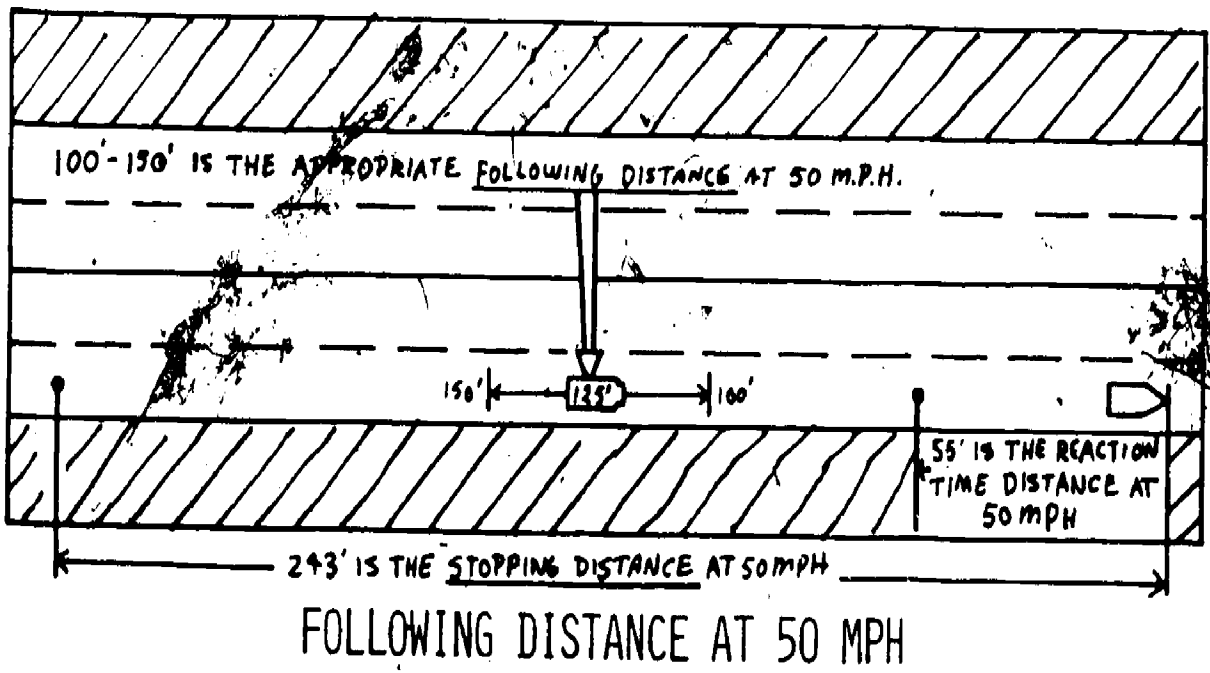 100'-150' IS THE APPROPRIATE FOLLOWING DISTANCE AT 50 M.P.H.
150' 125' 100'
55' IS THE REACTION
TIME DISTANCE AT
50 MPH
243' IS THE STOPPING DISTANCE AT 50 MPH
FOLLOWING DISTANCE AT 50 MPH